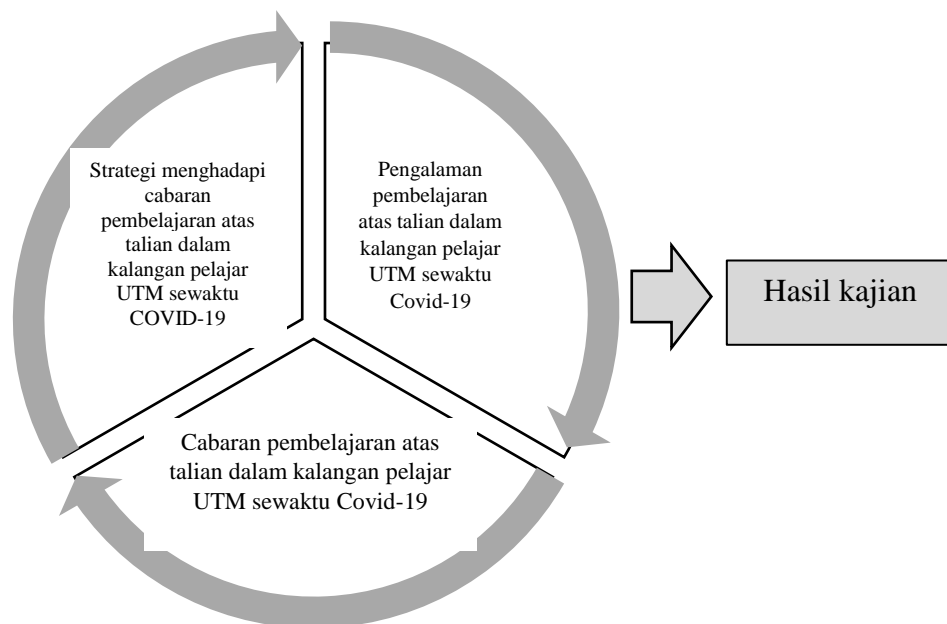 Strategi menghadapi
cabaran
pembelajaran atas
talian dalam
kalangan pelajar
UTM sewaktu
COVID-19
Pengalaman
pembelajaran
atas talian dalam
kalangan pelajar
UTM sewaktu
Covid-19
Cabaran pembelajaran atas
talian dalam kalangan pelajar
UTM sewaktu Covid-19
Hasil kajian